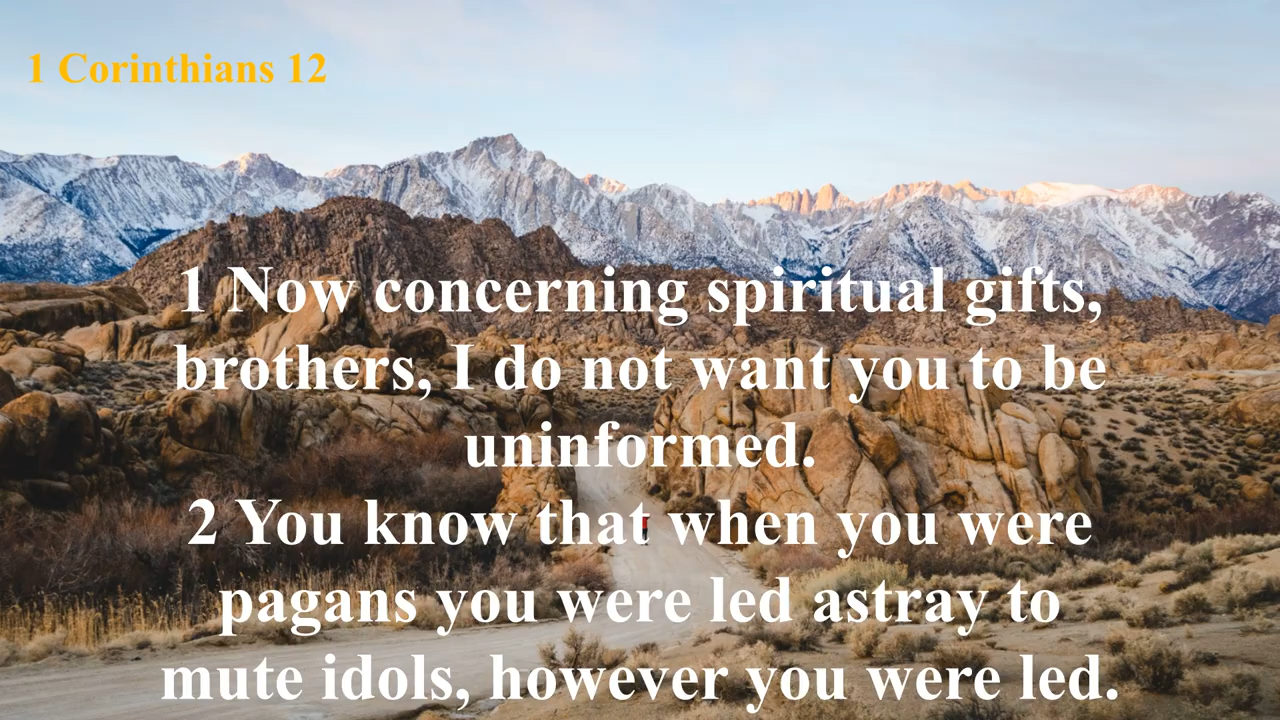 1 Corinthians 12
1 Now concerning spiritual gifts,
brothers, I do not want you to be
uninformed.
2 You know that when you were
pagans you were led astray to
mute idols, however you were led.